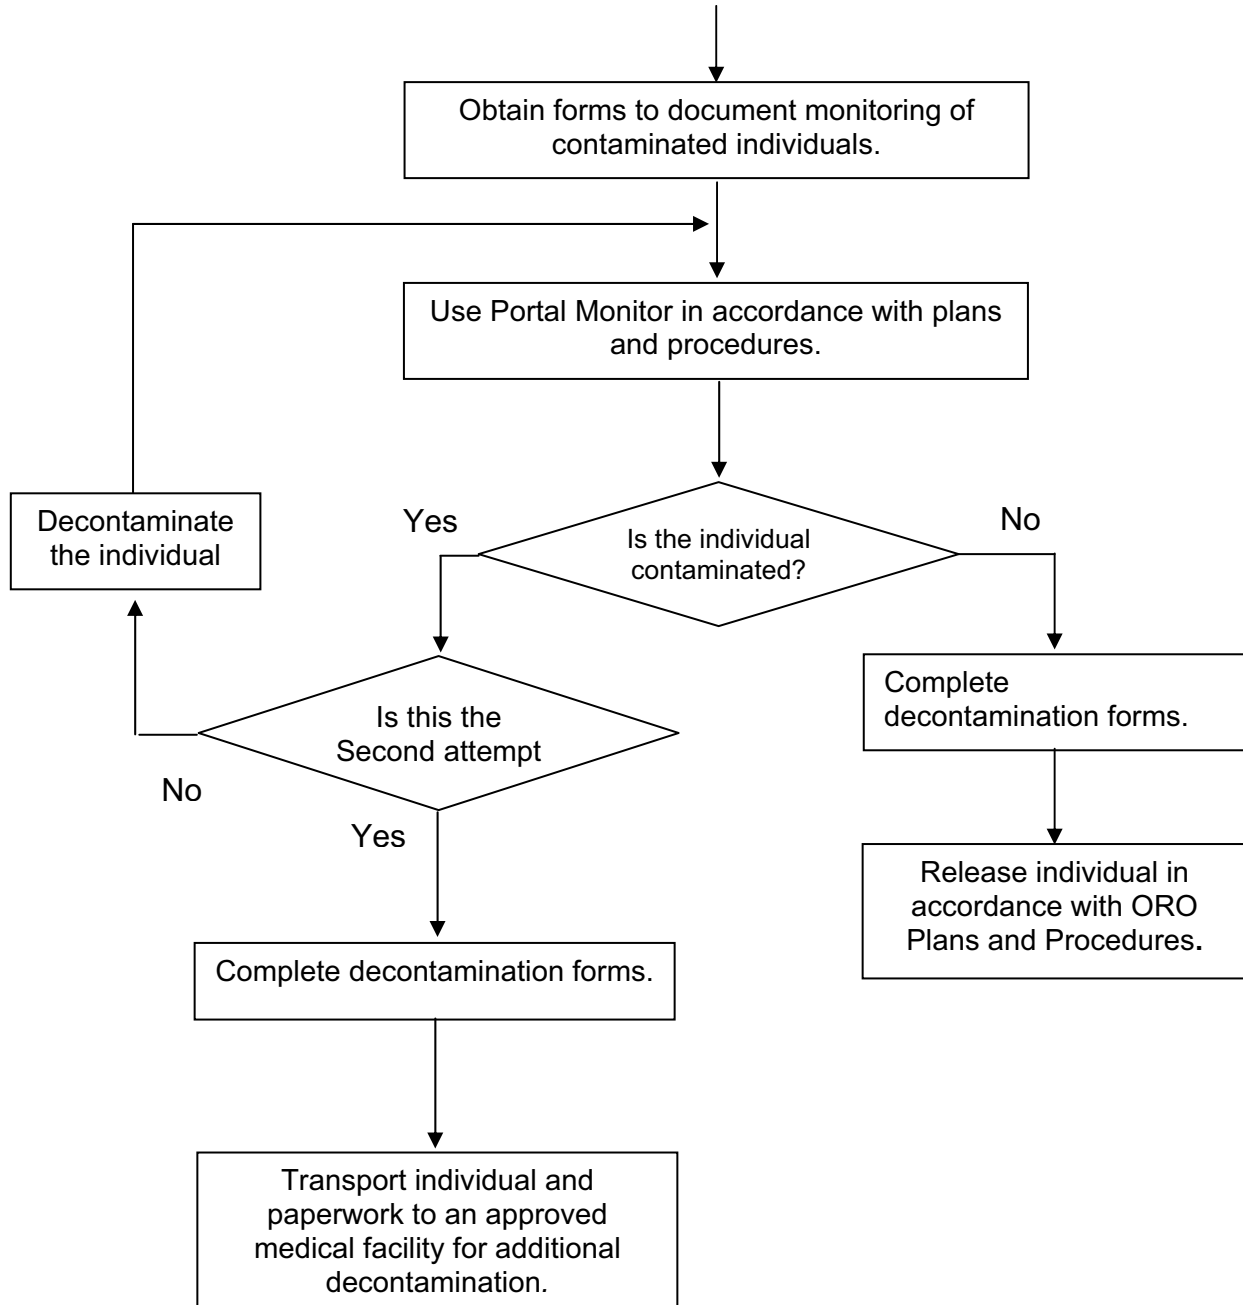 Obtain forms to document monitoring of
contaminated individuals.
Use Portal Monitor in accordance with plans
and procedures.
Decontaminate
the individual
Yes
No
Is the individual
contaminated?
Is this the
Second attempt
Complete
decontamination forms.
No
Yes
Release individual in
accordance with ORO
Plans and Procedures.
Complete decontamination forms.
Transport individual and
paperwork to an approved
medical facility for additional
decontamination.